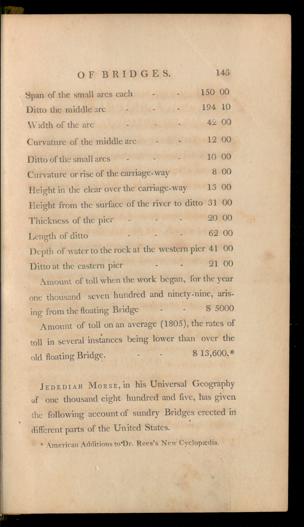 OF BRIDGES. 145
Span of the small arcs each - - 150 00
Ditto the middle arc - - - 194 10
Width of the arc - - 42 00
Curvature of the middle arc - - 12 00
Ditto of the small arcs - - - 10 00
Curvature or rise of the carriage-way 8 00
Height in the clear over the carriage-way 13 00
Height from the surface of the river to ditto 31 00
Thickness of the pier - - - 20 00
Length of ditto - - - 62 00
Depth of water to the rock at the western pier 41 00
Ditto at the eastern pier - - 21 00
Amount of toll when the work began, for the year
one thousand seven hundred and ninety-nine, aris-
ing from the floating Bridge - - $ 5000
Amount of toll on an average (1805), the rates of
toll in several instances being lower than over the
old floating Bridge. - - $ 13,600.*
JEDEDIAH MORSE, in his Universal Geography
of one thousand eight hundred and five, has given
the following account of sundry Bridges erected in
different parts of the United States.
* American Additions to Dr. Rees's New Cyclopædia.